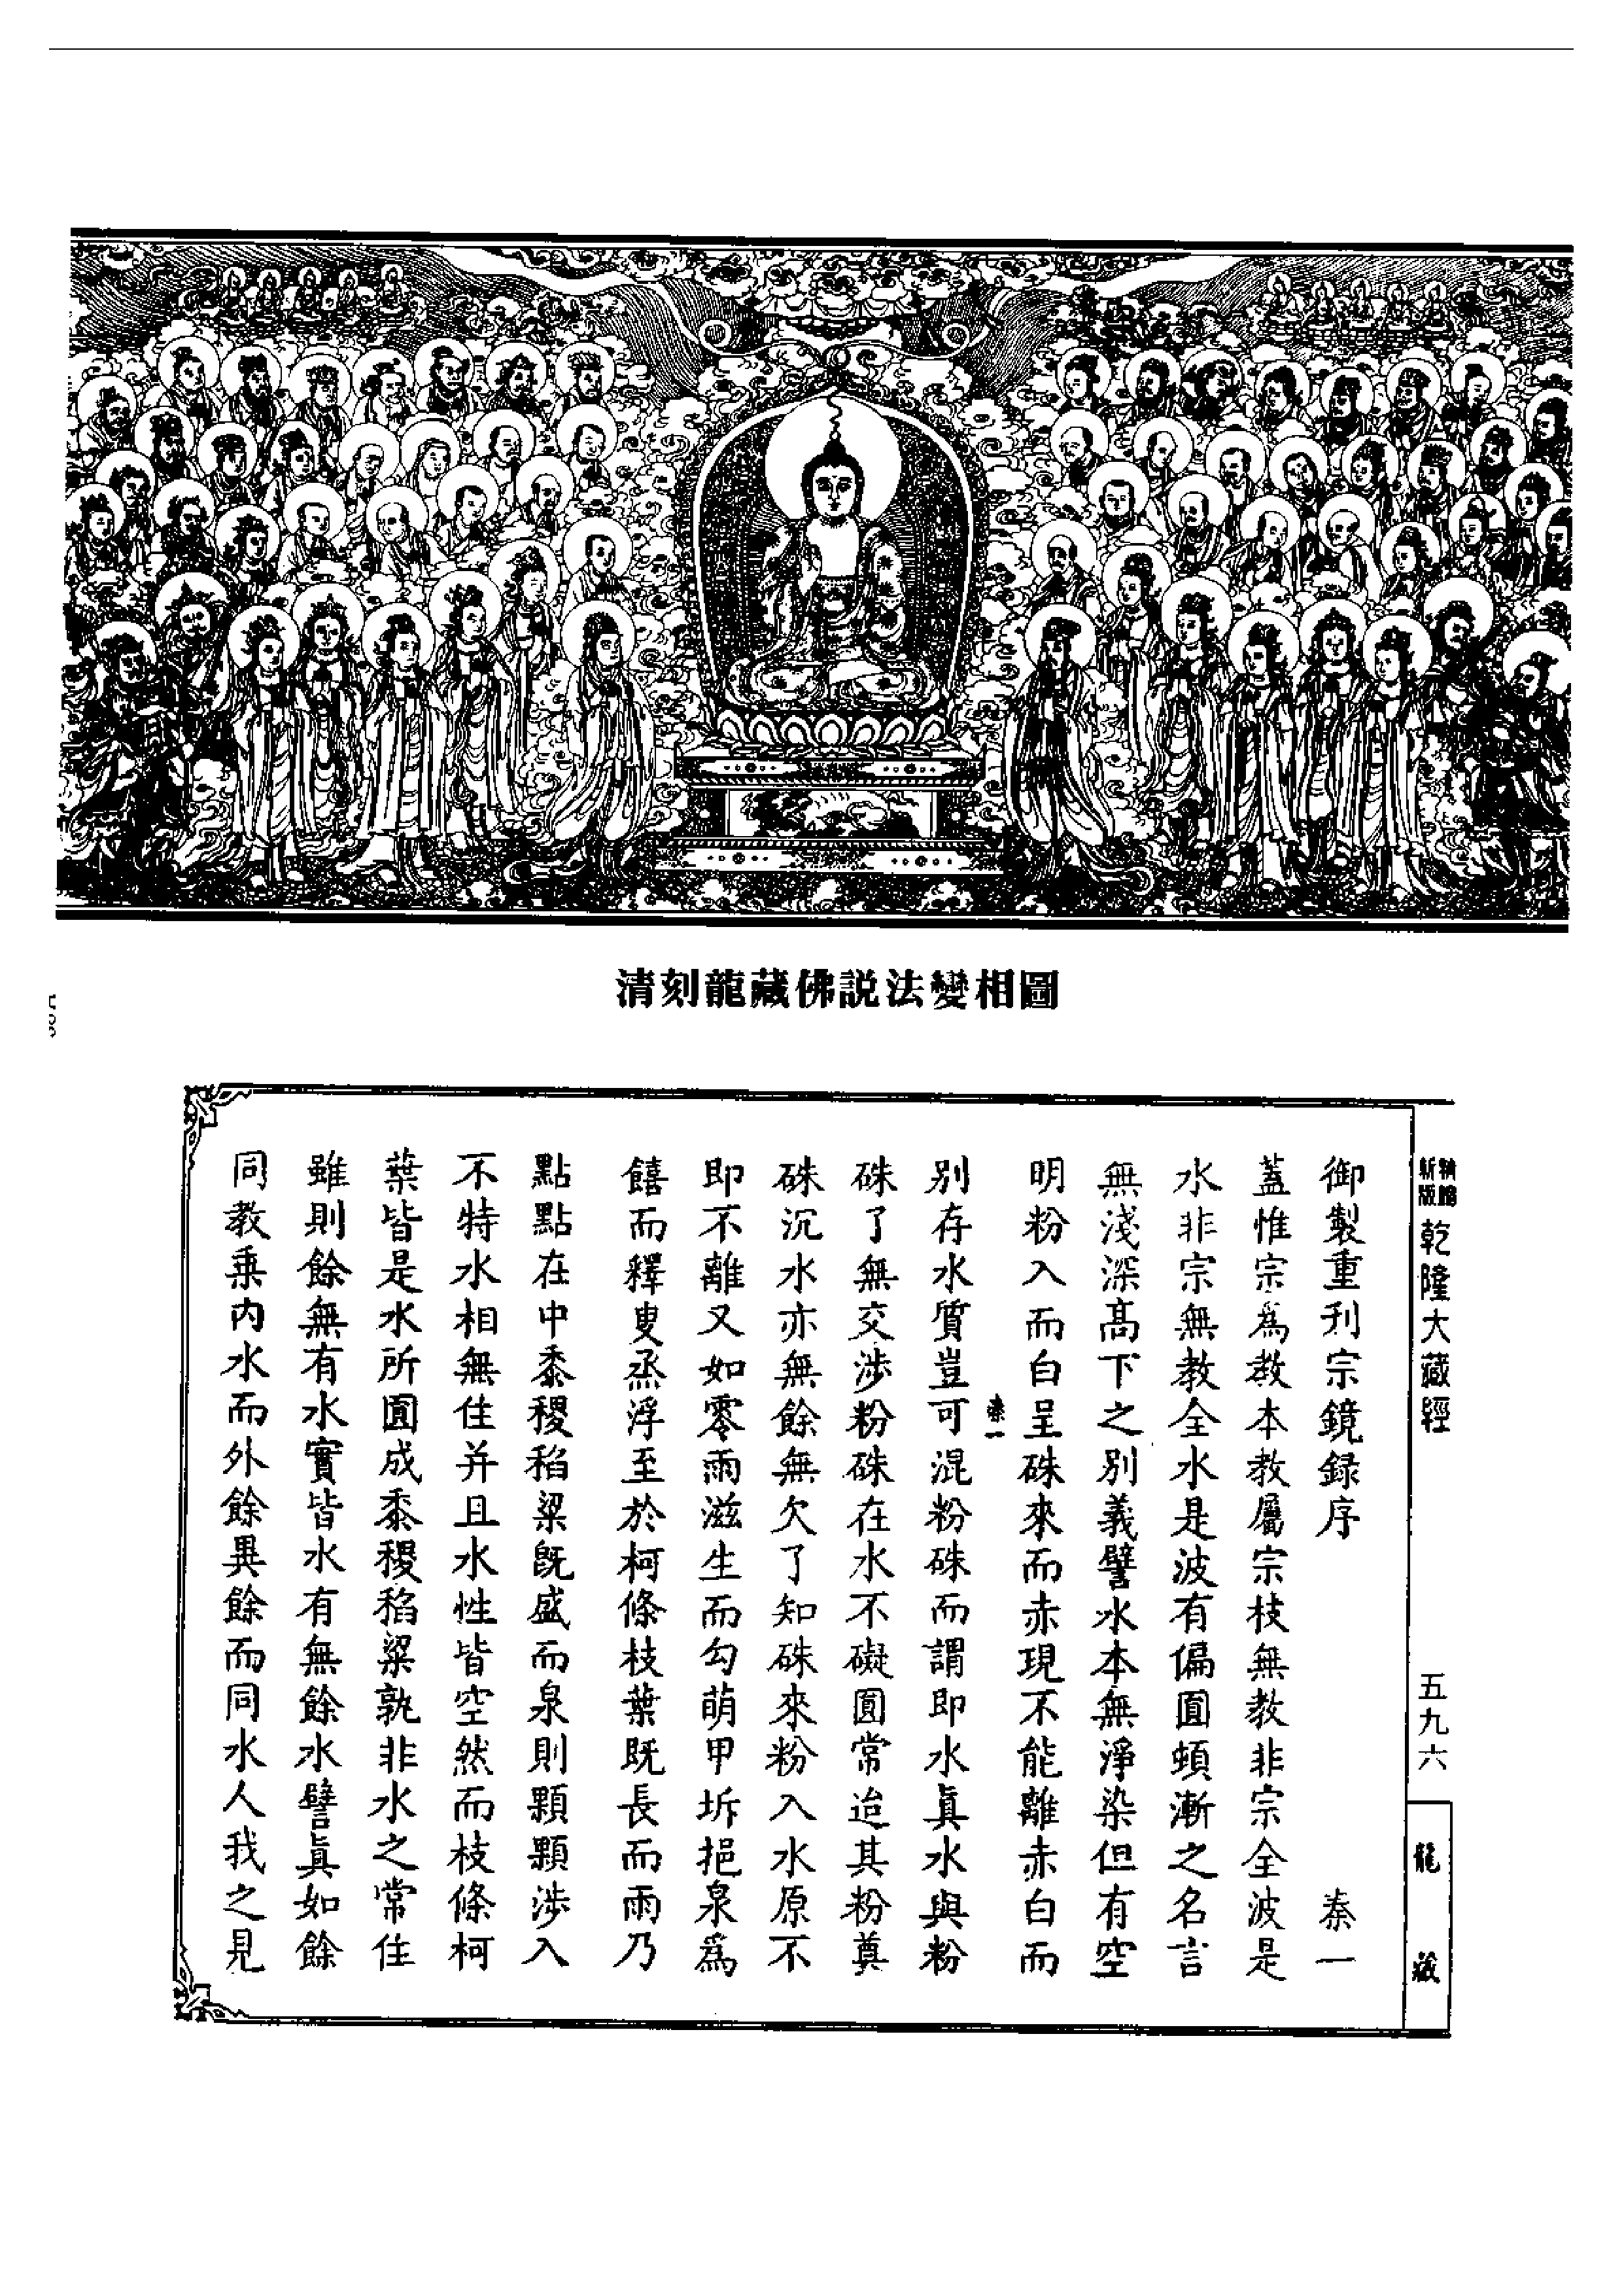 清刻龍藏佛説法變相圖
乾隆大藏經
五九六
龍藏
御製重刊宗鏡録序 秦一
蓋惟宗爲教本教屬宗枝無教非宗全波是
水非宗無教全水是波有偏圓頓漸之名言
無淺深高下之別義譬水本無淨染但有空
明粉入而白呈硃來而赤現不能離赤白而
秦一
別存水質豈可混粉硃而謂即水眞水與粉
硃了無交涉粉硃在水不礙圓常迨其粉奠
硃沉水亦無餘無欠了知硃來粉入水原不
即不離又如零雨滋生而勾萌甲坼挹泉爲
饎而釋叟烝浮至於柯條枝葉既長而雨乃
點點在中黍稷稻粱旣盛而泉則顆顆涉入
不特水相無住并且水性皆空然而枝條柯
葉皆是水所圓成黍稷稻粱孰非水之常住
雖則餘無有水實皆水有無餘水譬眞如餘
同教乗内水而外餘異餘而同水人我之見